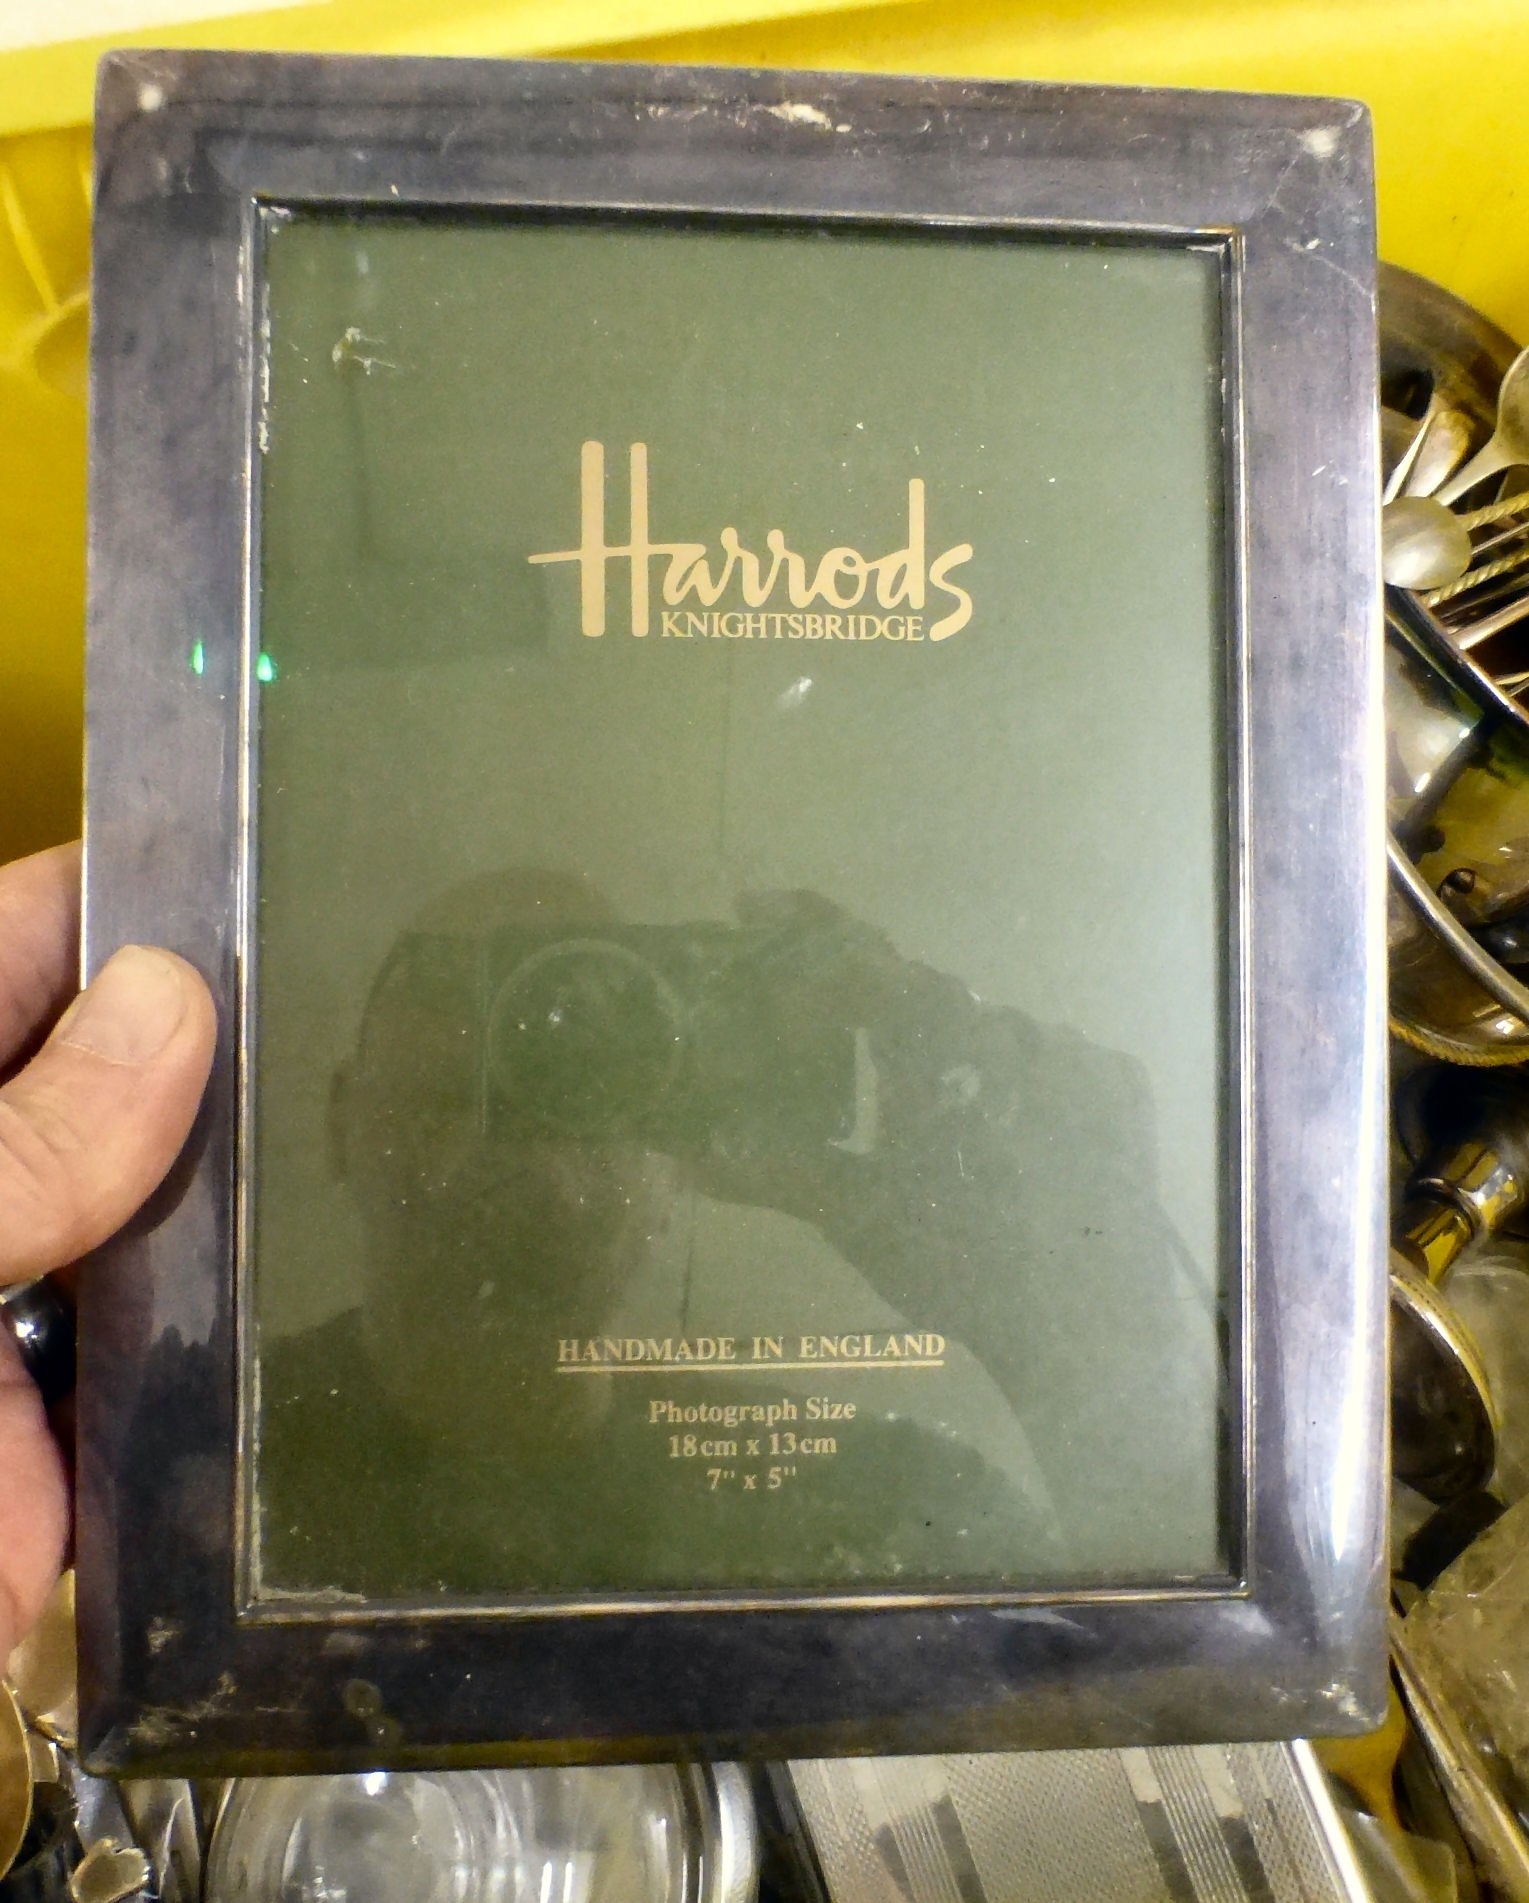 Harrods
KNIGHTSBRIDGE
HANDMADE IN ENGLAND
Photograph Size
18cm x 13cm
7" x 5"